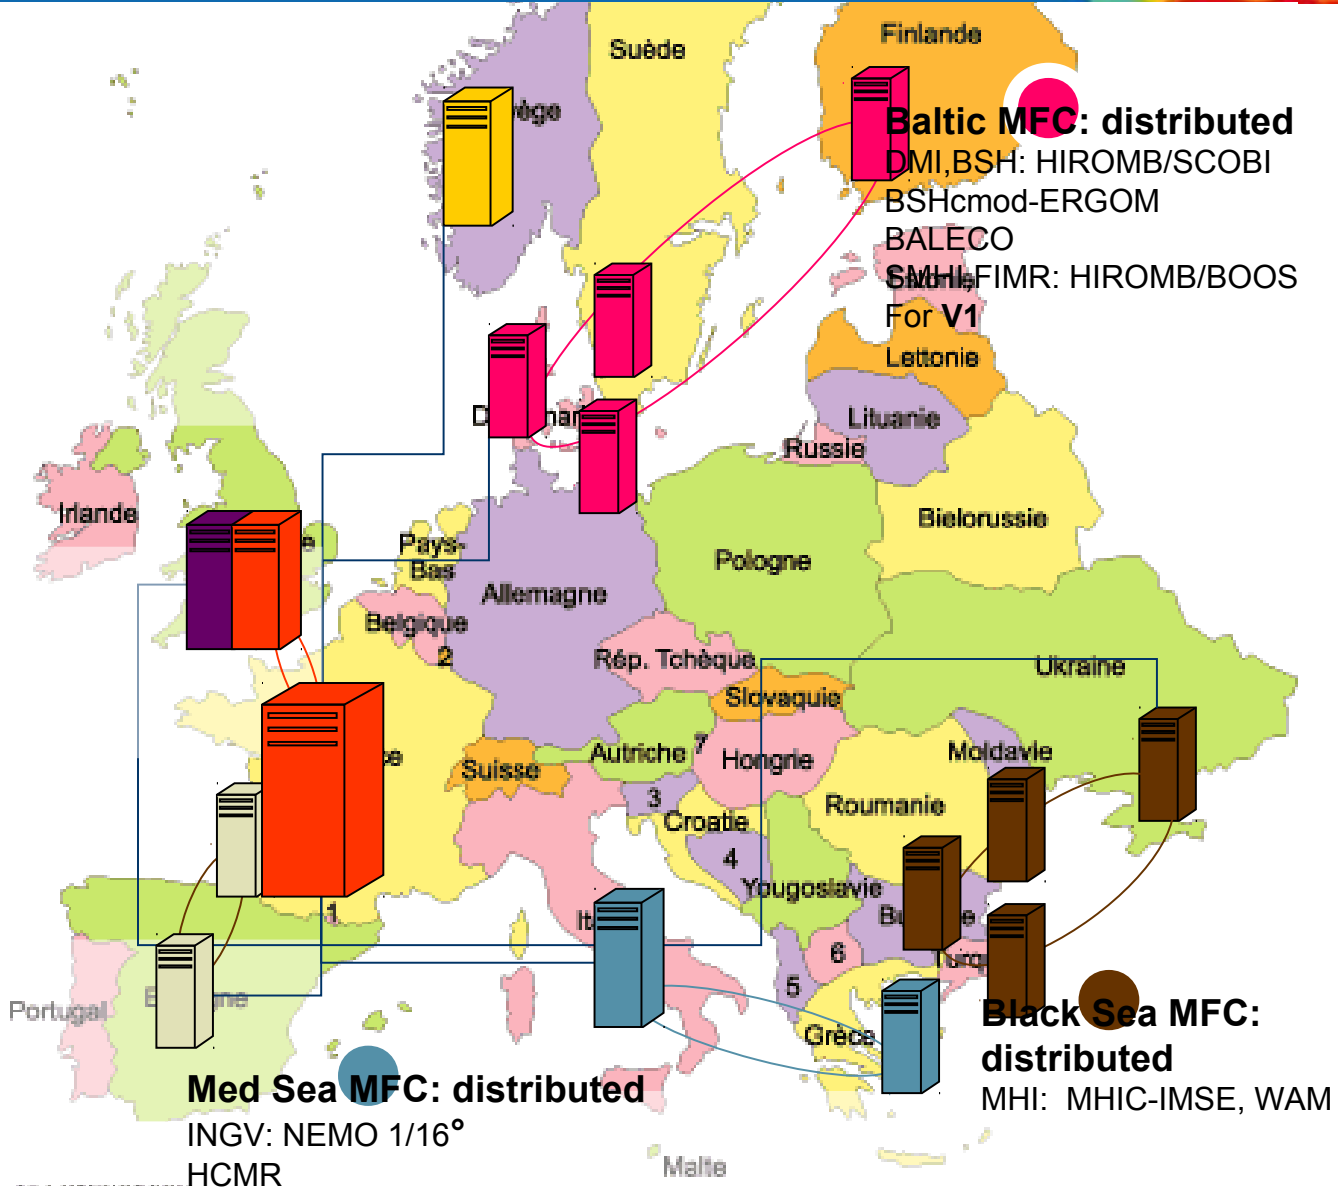 Finlande
Suède
Baltic MFC: distributed
DMI,BSH: HIROMB/SCOBI
BSHcmod-ERGOM
BALECO
SMHI,FIMR: HIROMB/BOOS
For V1
Estonie
Lettonie
Lituanie
Russie
Irlande
Bielorussie
Pays-
Bas
Pologne
Allemagne
Belgique
2
Rép. Tchèque
Ukraine
Slovaquie
Autriche
7
Hongrie
Moldavie
Suisse
3
Roumanie
Croatie
4
Yougoslavie
1
6
5
Portugal
Grèce
Black Sea MFC:
distributed
MHI: MHIC-IMSE, WAM
Med Sea MFC: distributed
INGV: NEMO 1/16°
HCMR
Malte